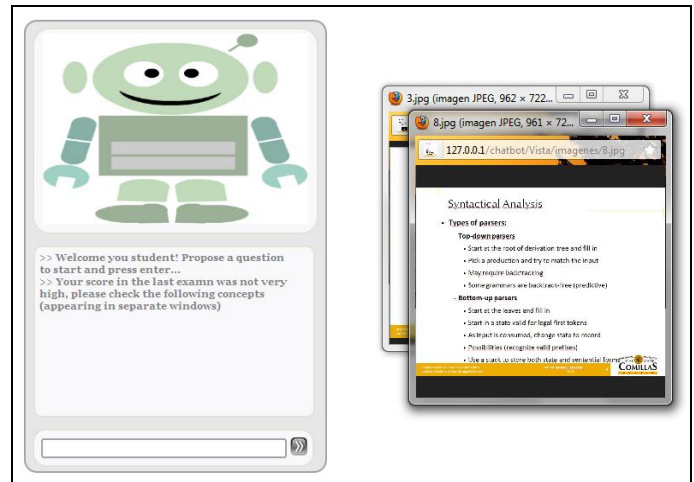 >> Welcome you student! Propose a question
to start and press enter...
>> Your score in the last examn was not very
high, please check the following concepts
(appearing in separate windows)
3.jpg (imagen JPEG, 962 × 722...
8.jpg (imagen JPEG, 961 × 72...
127.0.0.1/chatbot/Vista/imagenes/8.jpg
Syntactical Analysis
• Types of parsers:
Top-down parsers
• Start at the root of derivation tree and fill in
• Pick a production and try to match the input
• May require backtracking
• Some grammars are backtrack-free (predictive)
– Bottom-up parsers
• Start at the leaves and fill in
• Start in a state valid for legal first tokens
• As input is consumed, change state to record
• Possibilities (recognize valid prefixes)
• Use a stack to store both state and sentential forms
COMILLAS